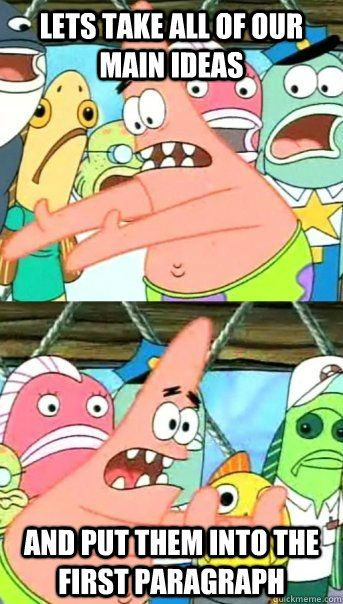 LETS TAKE ALL OF OUR
MAIN IDEAS
AND PUT THEM INTO THE
FIRST PARAGRAPH
quickmeme.com